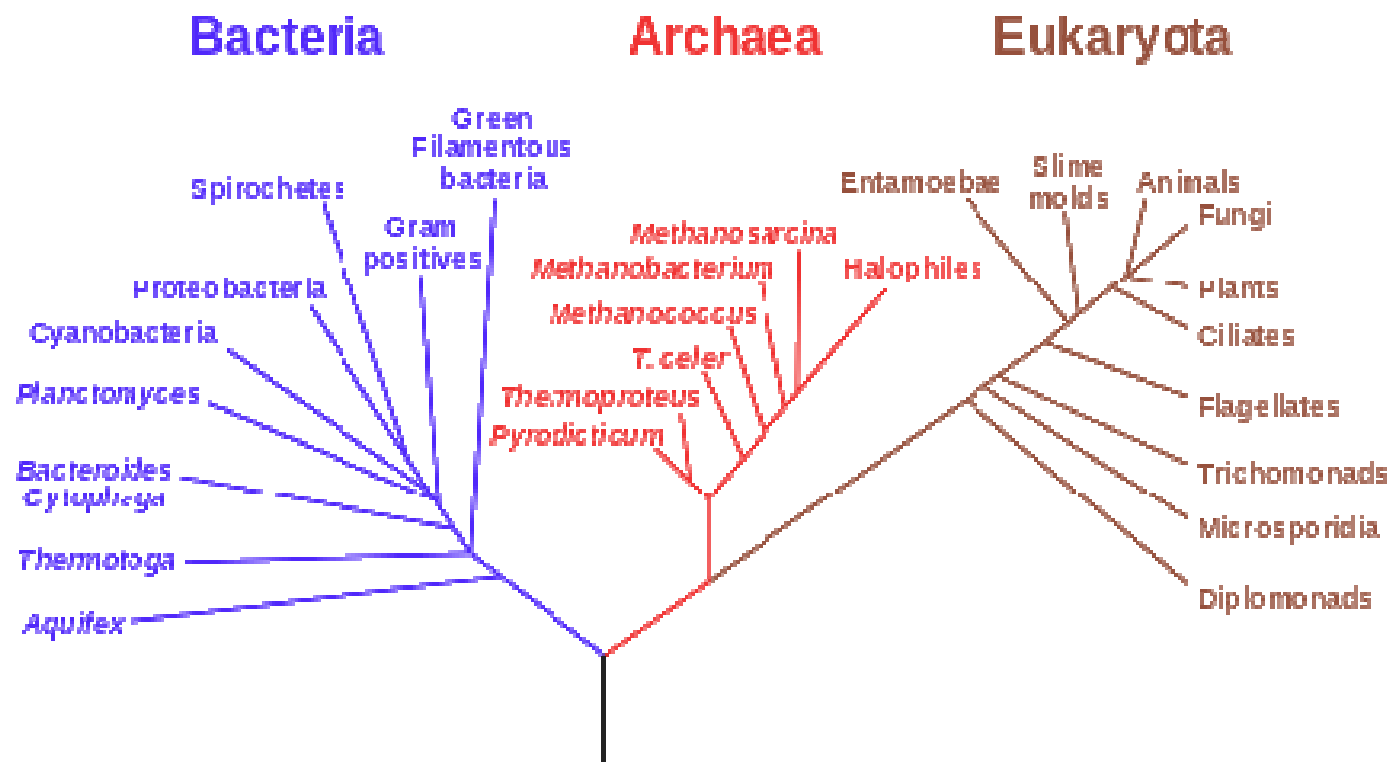 Bacteria
Archaea
Eukaryota
Green
Filamentous
bacteria
Spirochetes
Gram
positives
Proteobacteria
Cyanobacteria
Planctomyces
Bacteroides
Cytophaga
Thermotoga
Aquifex
Methanosarcina
Methanobacterium
Halophiles
Methanococcus
T. celer
Thermoproteus
Pyrodicticum
Entamoebae
Slime
molds
Animals
Fungi
Plants
Ciliates
Flagellates
Trichomonads
Microsporidia
Diplomonads